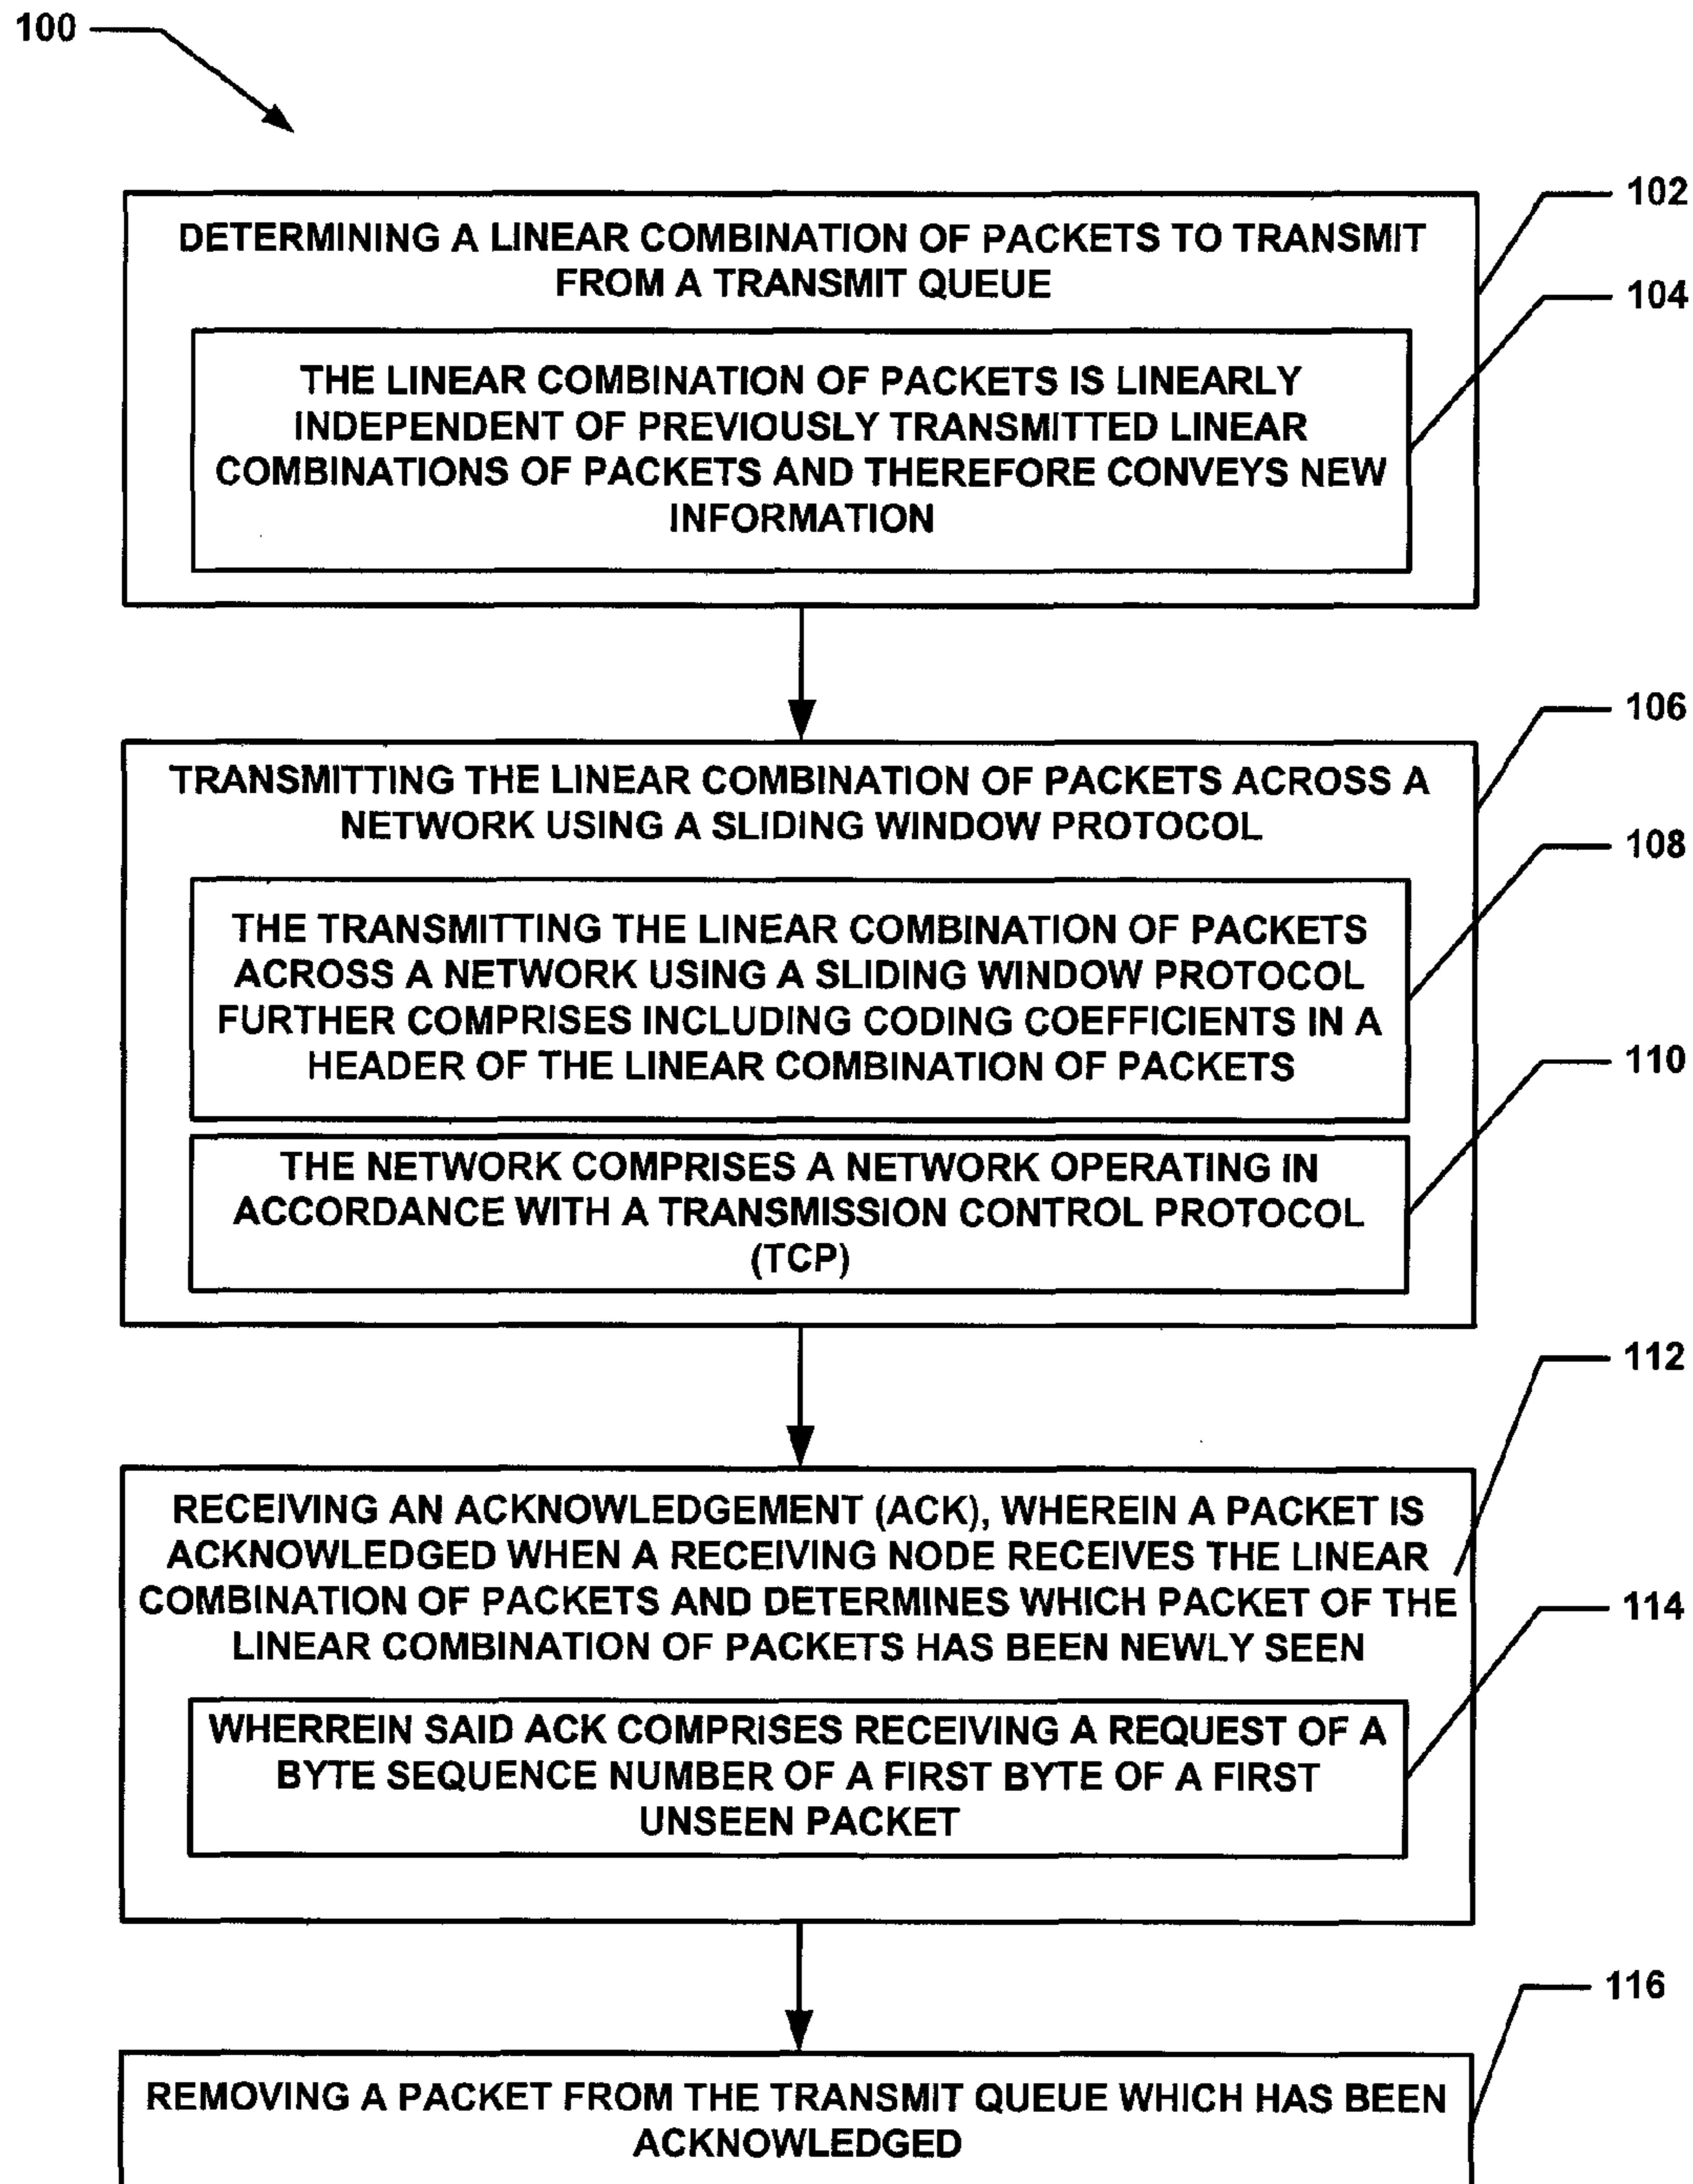 100
102
DETERMINING A LINEAR COMBINATION OF PACKETS TO TRANSMIT
FROM A TRANSMIT QUEUE
104
THE LINEAR COMBINATION OF PACKETS IS LINEARLY
INDEPENDENT OF PREVIOUSLY TRANSMITTED LINEAR
COMBINATIONS OF PACKETS AND THEREFORE CONVEYS NEW
INFORMATION
106
TRANSMITTING THE LINEAR COMBINATION OF PACKETS ACROSS A
NETWORK USING A SLIDING WINDOW PROTOCOL
108
THE TRANSMITTING THE LINEAR COMBINATION OF PACKETS
ACROSS A NETWORK USING A SLIDING WINDOW PROTOCOL
FURTHER COMPRISES INCLUDING CODING COEFFICIENTS IN A
HEADER OF THE LINEAR COMBINATION OF PACKETS
110
THE NETWORK COMPRISES A NETWORK OPERATING IN
ACCORDANCE WITH A TRANSMISSION CONTROL PROTOCOL
(TCP)
112
RECEIVING AN ACKNOWLEDGEMENT (ACK), WHEREIN A PACKET IS
ACKNOWLEDGED WHEN A RECEIVING NODE RECEIVES THE LINEAR
COMBINATION OF PACKETS AND DETERMINES WHICH PACKET OF THE
LINEAR COMBINATION OF PACKETS HAS BEEN NEWLY SEEN
114
WHERREIN SAID ACK COMPRISES RECEIVING A REQUEST OF A
BYTE SEQUENCE NUMBER OF A FIRST BYTE OF A FIRST
UNSEEN PACKET
116
REMOVING A PACKET FROM THE TRANSMIT QUEUE WHICH HAS BEEN
ACKNOWLEDGED